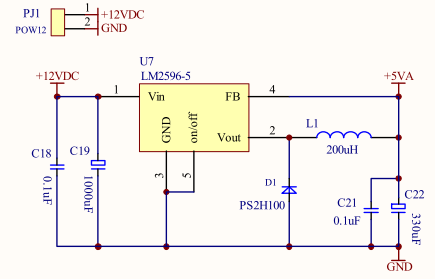 PJ1
1
+12VDC
2
GND
POW12
U7
LM2596-5
+12VDC
+5VA
1
Vin
FB
4
GND
on/off
Vout
2
L1
200uH
3
5
C18
0.1uF
C19
1000uF
D1
PS2H100
C21
0.1uF
C22
330uF
GND